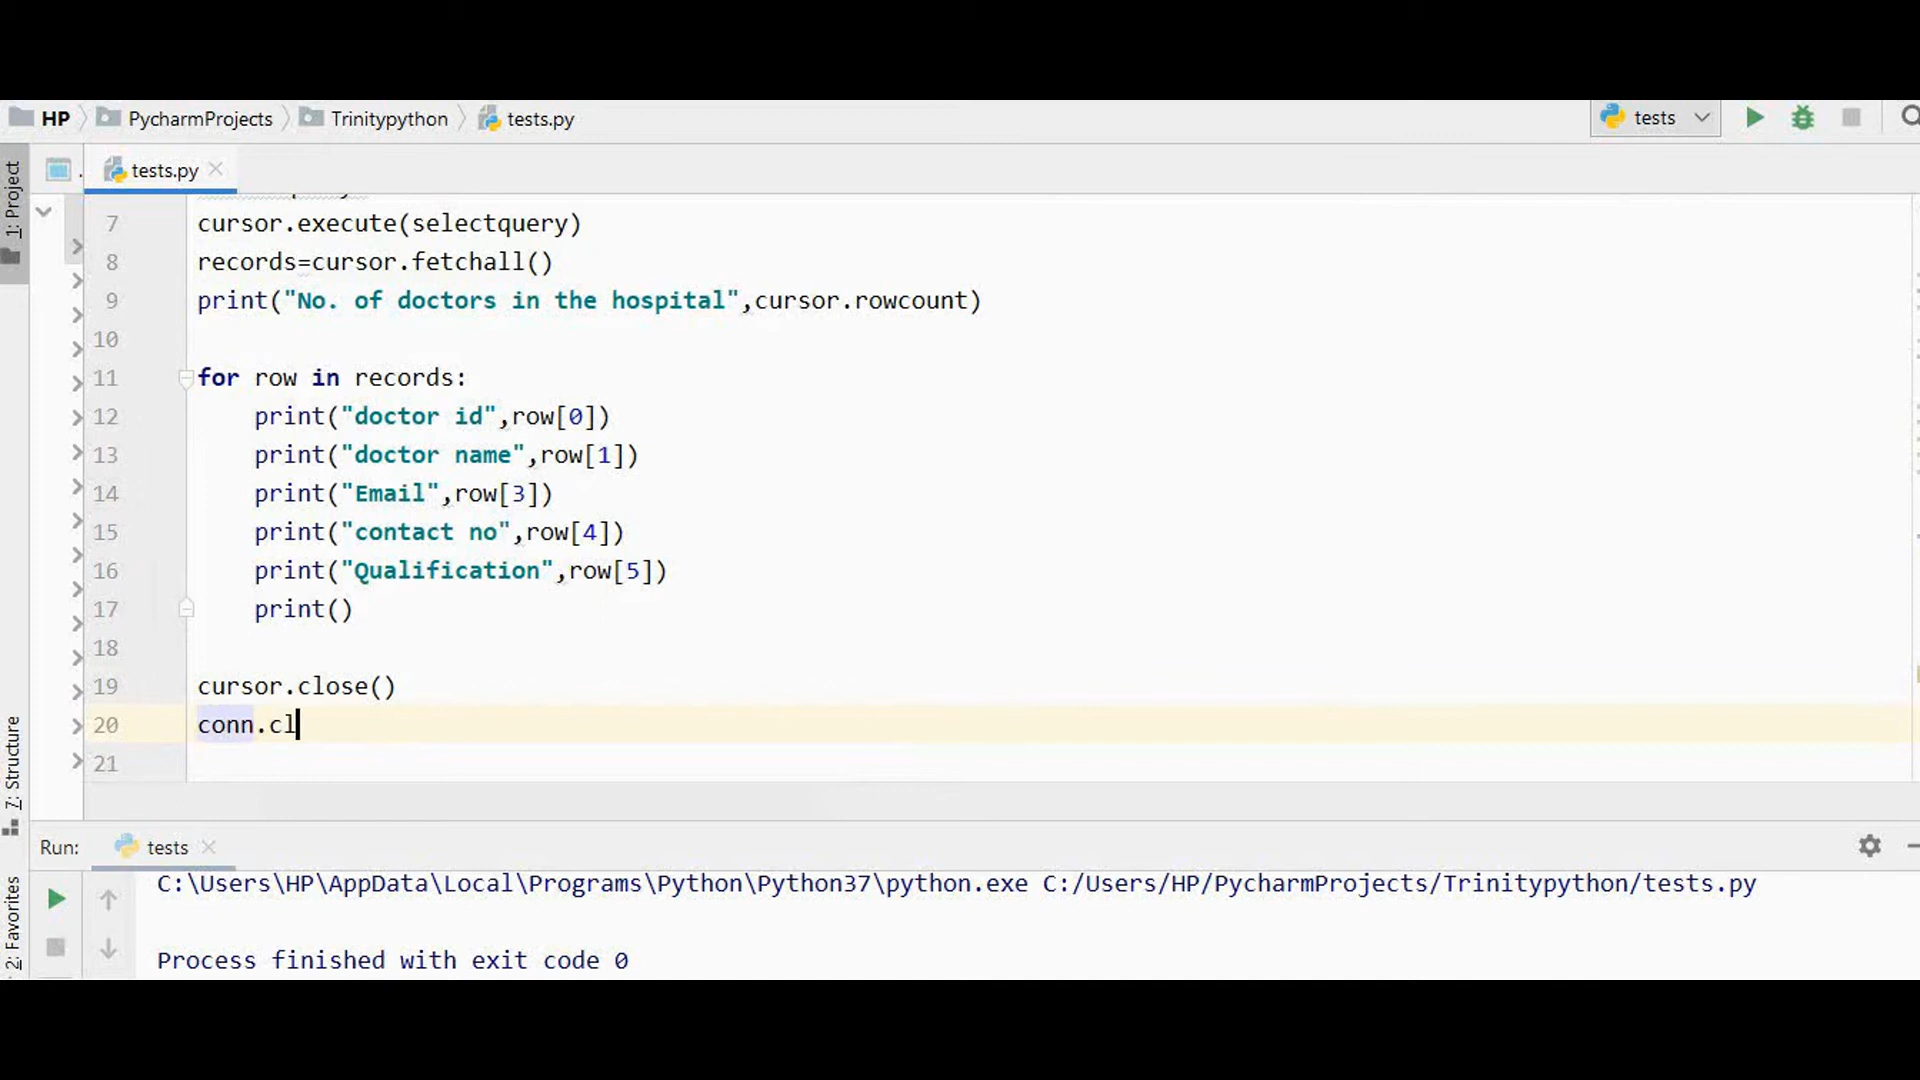 HP PycharmProjects Trinitypython tests.py tests
1: Project
tests.py
7 cursor.execute(selectquery)
8 records=cursor.fetchall()
9 print("No. of doctors in the hospital",cursor.rowcount)
10
11 for row in records:
12 print("doctor id",row[0])
13 print("doctor name",row[1])
14 print("Email",row[3])
15 print("contact no",row[4])
16 print("Qualification",row[5])
17 print()
18
19 cursor.close()
20 conn.cl
21
7: Structure
2: Favorites
Run: tests
C:\Users\HP\AppData\Local\Programs\Python\Python37\python.exe C:/Users/HP/PycharmProjects/Trinitypython/tests.py
Process finished with exit code 0